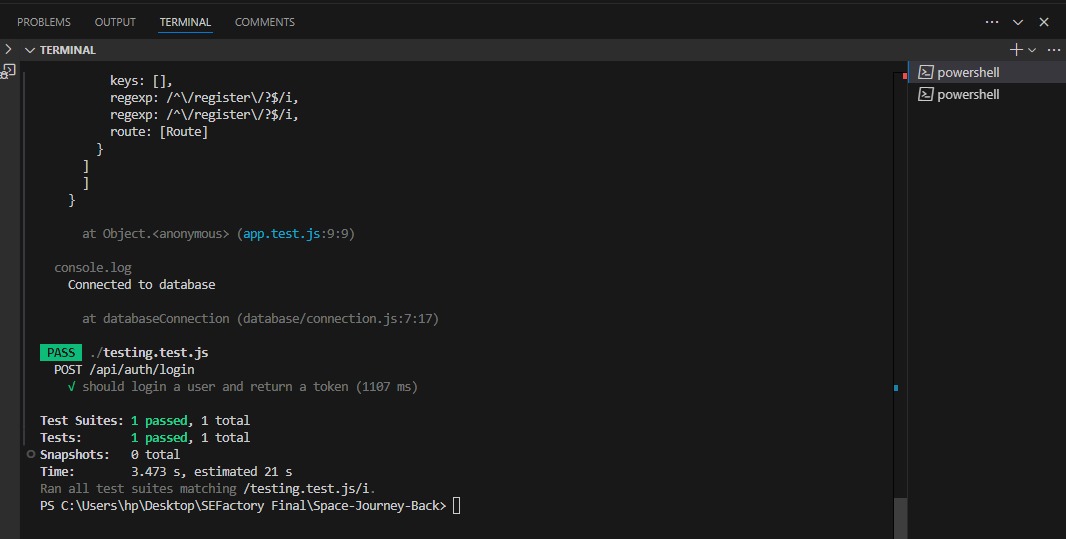 PROBLEMS OUTPUT TERMINAL COMMENTS
TERMINAL
keys: [],
regexp: /^\/register\/?$/i,
regexp: /^\/register\/?$/i,
route: [Route]
}
]
]
}
at Object.<anonymous> (app.test.js:9:9)
console.log
Connected to database
at databaseConnection (database/connection.js:7:17)
PASS ./testing.test.js
POST /api/auth/login
√ should login a user and return a token (1107 ms)
Test Suites: 1 passed, 1 total
Tests: 1 passed, 1 total
Snapshots: 0 total
Time: 3.473 s, estimated 21 s
Ran all test suites matching /testing.test.js/i.
PS C:\Users\hp\Desktop\SEFactory Final\Space-Journey-Back>
powershell
powershell